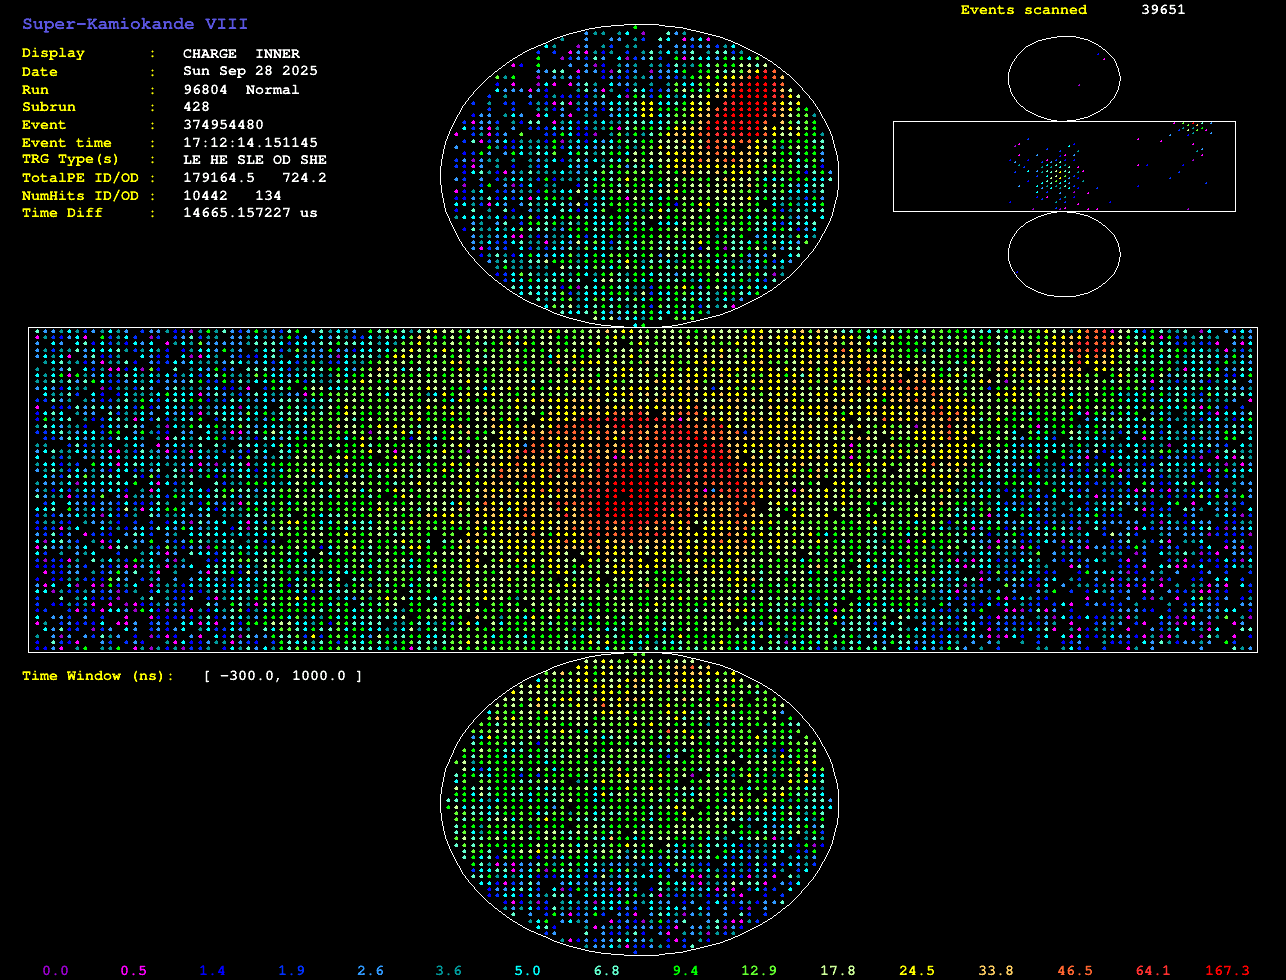 Super-Kamiokande VIII
Events scanned 39651
Display : CHARGE INNER
Date : Sun Sep 28 2025
Run : 96804 Normal
Subrun : 428
Event : 374954480
Event time : 17:12:14.151145
TRG Type(s) : LE HE SLE OD SHE
TotalPE ID/OD : 179164.5 724.2
NumHits ID/OD : 10442 134
Time Diff : 14665.157227 us
Time Window (ns): [ -300.0, 1000.0 ]
0.0 0.5 1.4 1.9 2.6 3.6 5.0 6.8 9.4 12.9 17.8 24.5 33.8 46.5 64.1 167.3